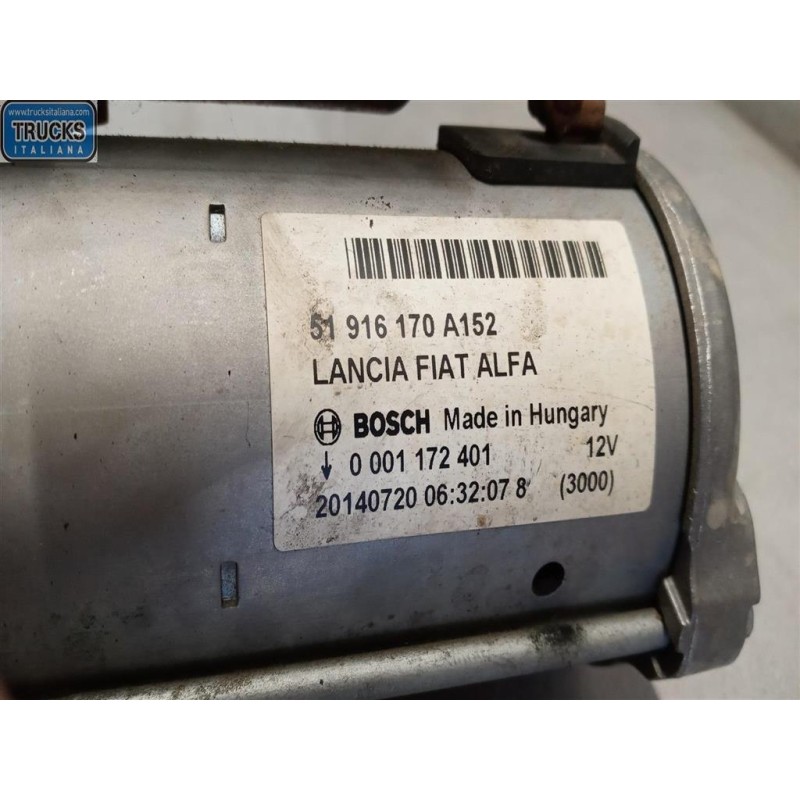 www.trucksitaliana.com
TRUCKS
ITALIANA
51 916 170 A152
LANCIA FIAT ALFA
BOSCH Made in Hungary
↓ 0 001 172 401 12V
20140720 06:32:07 8 (3000)